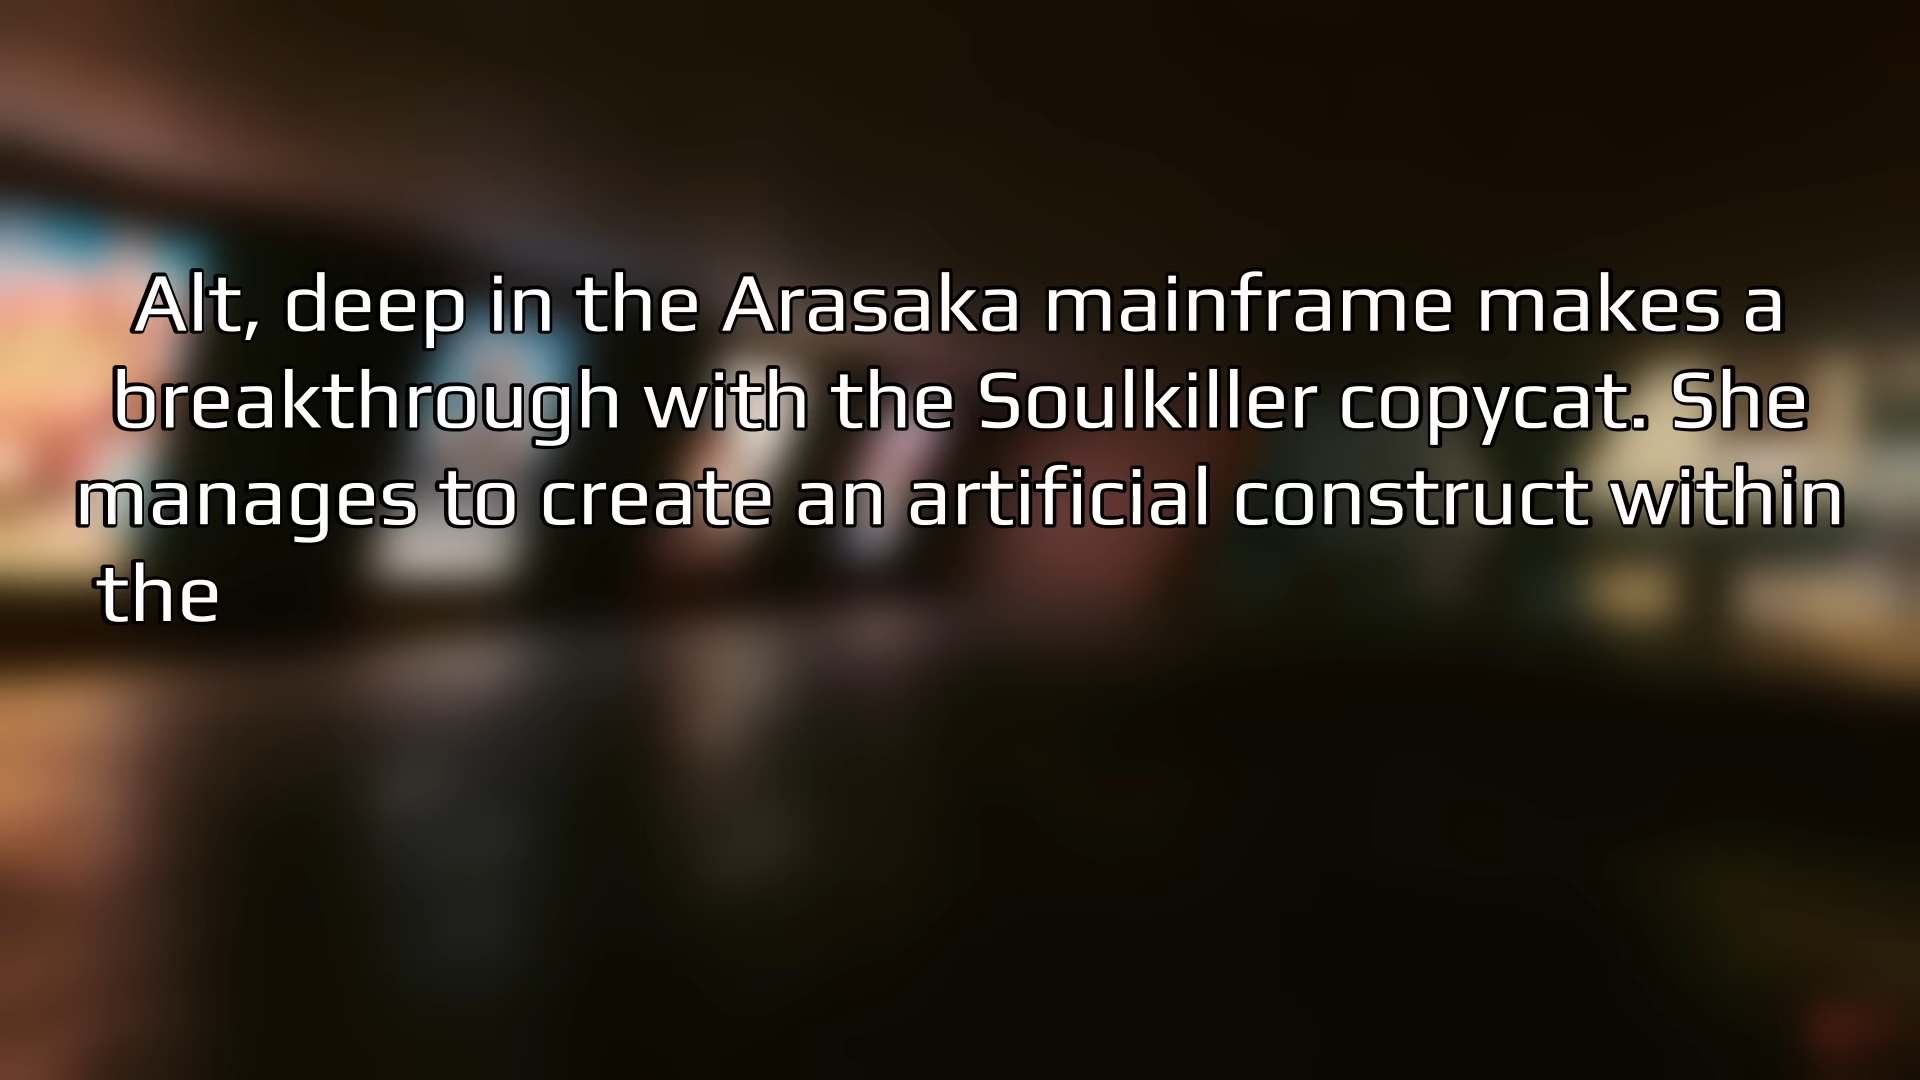 Alt, deep in the Arasaka mainframe makes a
breakthrough with the Soulkiller copycat. She
manages to create an artificial construct within
the